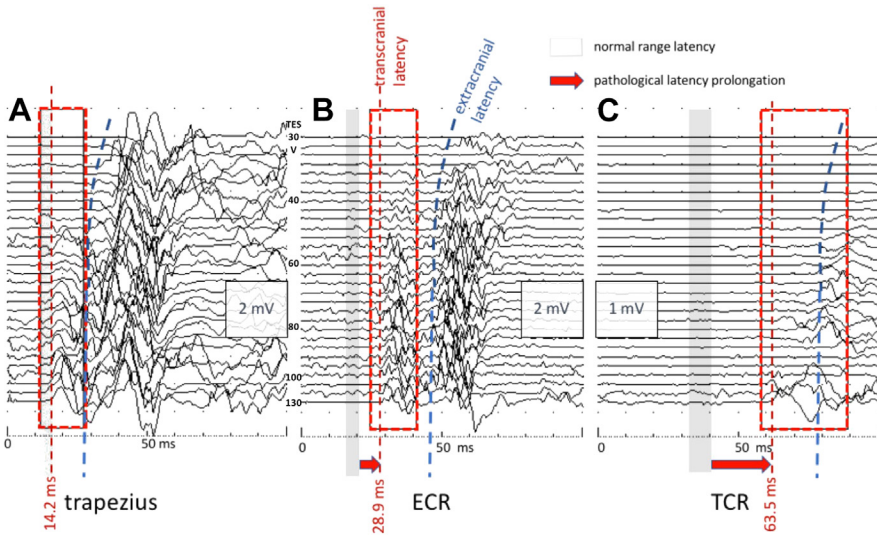 normal range latency
pathological latency prolongation
transcranial
latency
extracranial
latency
A
B
C
TES
30
V
40
60
80
100
130
2 mV
2 mV
1 mV
0
50 ms
0
50 ms
0
50 ms
14.2 ms
trapezius
28.9 ms
ECR
63.5 ms
TCR